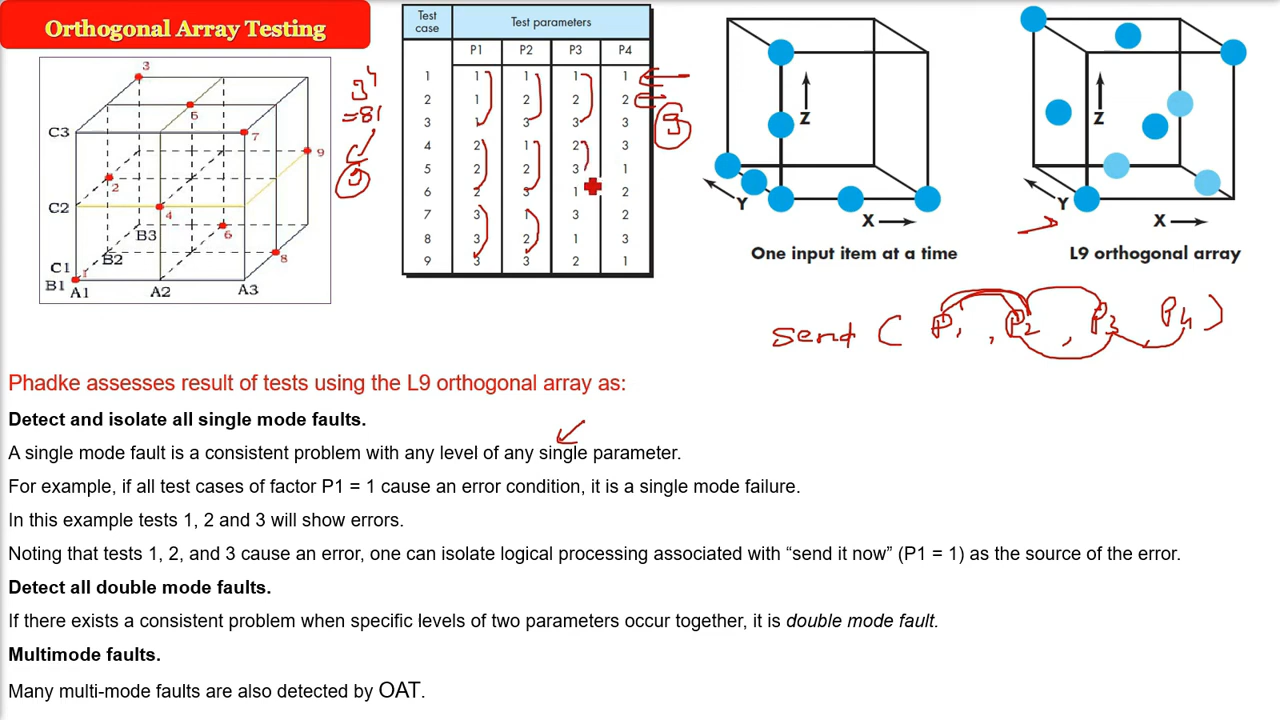 Orthogonal Array Testing
3
5
C3
7
9
2
C2
4
B3
6
B2
C1
8
B1
1
A1 A2 A3
3^4
=81
9
Test case Test parameters
P1 P2 P3 P4
1 1 1 1 1
2 1 2 2 2
3 1 3 3 3
4 2 1 2 3
5 2 2 3 1
6 2 3 1 2
7 3 1 3 2
8 3 2 1 3
9 3 3 2 1
9
Z
Y
X
One input item at a time
Z
Y
X
L9 orthogonal array
send ( P1 , P2 , P3 P4 )
Phadke assesses result of tests using the L9 orthogonal array as:
Detect and isolate all single mode faults.
A single mode fault is a consistent problem with any level of any single parameter.
For example, if all test cases of factor P1 = 1 cause an error condition, it is a single mode failure.
In this example tests 1, 2 and 3 will show errors.
Noting that tests 1, 2, and 3 cause an error, one can isolate logical processing associated with “send it now” (P1 = 1) as the source of the error.
Detect all double mode faults.
If there exists a consistent problem when specific levels of two parameters occur together, it is double mode fault.
Multimode faults.
Many multi-mode faults are also detected by OAT.